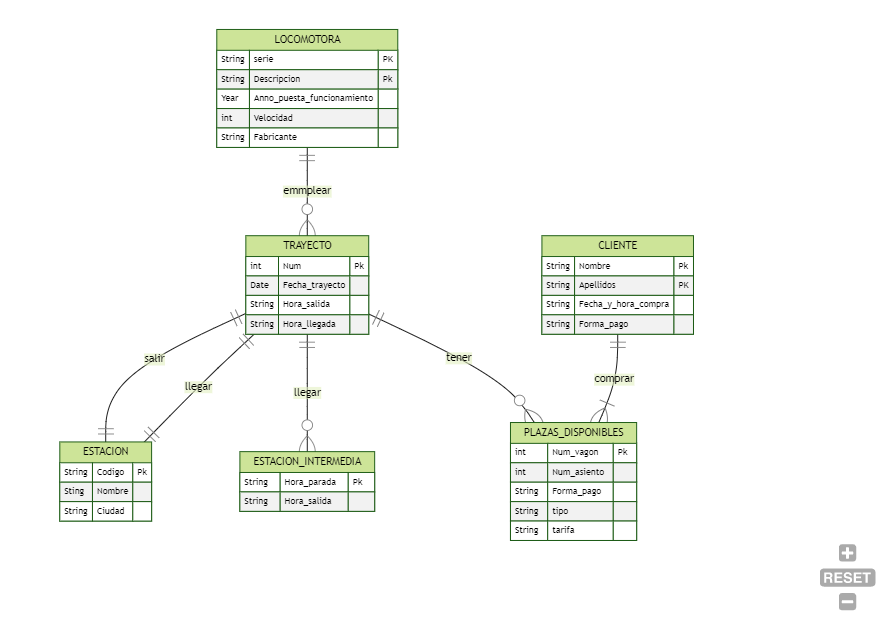 LOCOMOTORA
String serie PK
String Descripcion Pk
Year Anno_puesta_funcionamiento
int Velocidad
String Fabricante
emmplear
TRAYECTO
int Num Pk
Date Fecha_trayecto
String Hora_salida
String Hora_llegada
CLIENTE
String Nombre Pk
String Apellidos PK
String Fecha_y_hora_compra
String Forma_pago
salir
llegar
llegar
tener
comprar
ESTACION
String Codigo Pk
Sting Nombre
String Ciudad
ESTACION_INTERMEDIA
String Hora_parada Pk
String Hora_salida
PLAZAS_DISPONIBLES
int Num_vagon Pk
int Num_asiento
String Forma_pago
String tipo
String tarifa
RESET